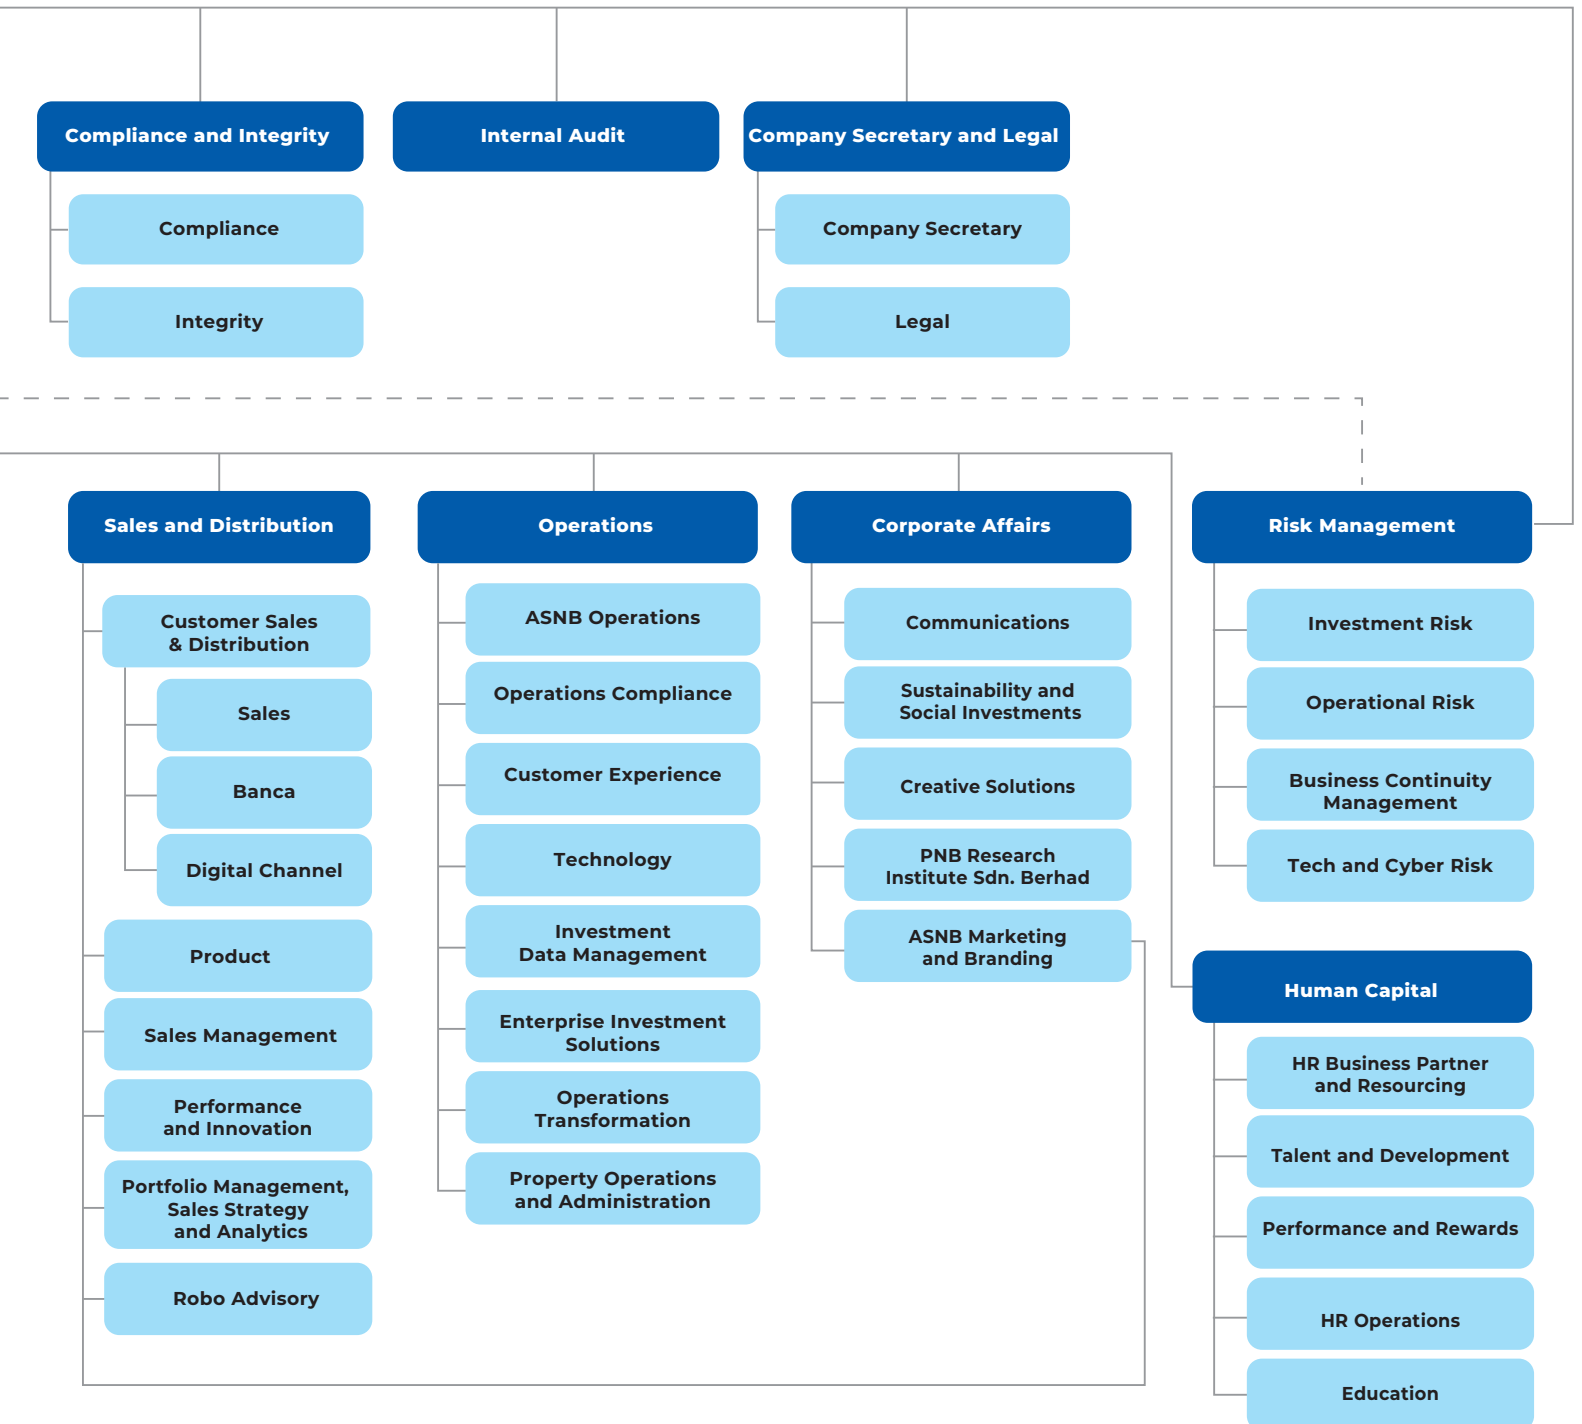 Compliance and Integrity
Compliance
Integrity
Internal Audit
Company Secretary and Legal
Company Secretary
Legal
Sales and Distribution
Customer Sales
& Distribution
Sales
Banca
Digital Channel
Product
Sales Management
Performance
and Innovation
Portfolio Management,
Sales Strategy
and Analytics
Robo Advisory
Operations
ASNB Operations
Operations Compliance
Customer Experience
Technology
Investment
Data Management
Enterprise Investment
Solutions
Operations
Transformation
Property Operations
and Administration
Corporate Affairs
Communications
Sustainability and
Social Investments
Creative Solutions
PNB Research
Institute Sdn. Berhad
ASNB Marketing
and Branding
Risk Management
Investment Risk
Operational Risk
Business Continuity
Management
Tech and Cyber Risk
Human Capital
HR Business Partner
and Resourcing
Talent and Development
Performance and Rewards
HR Operations
Education